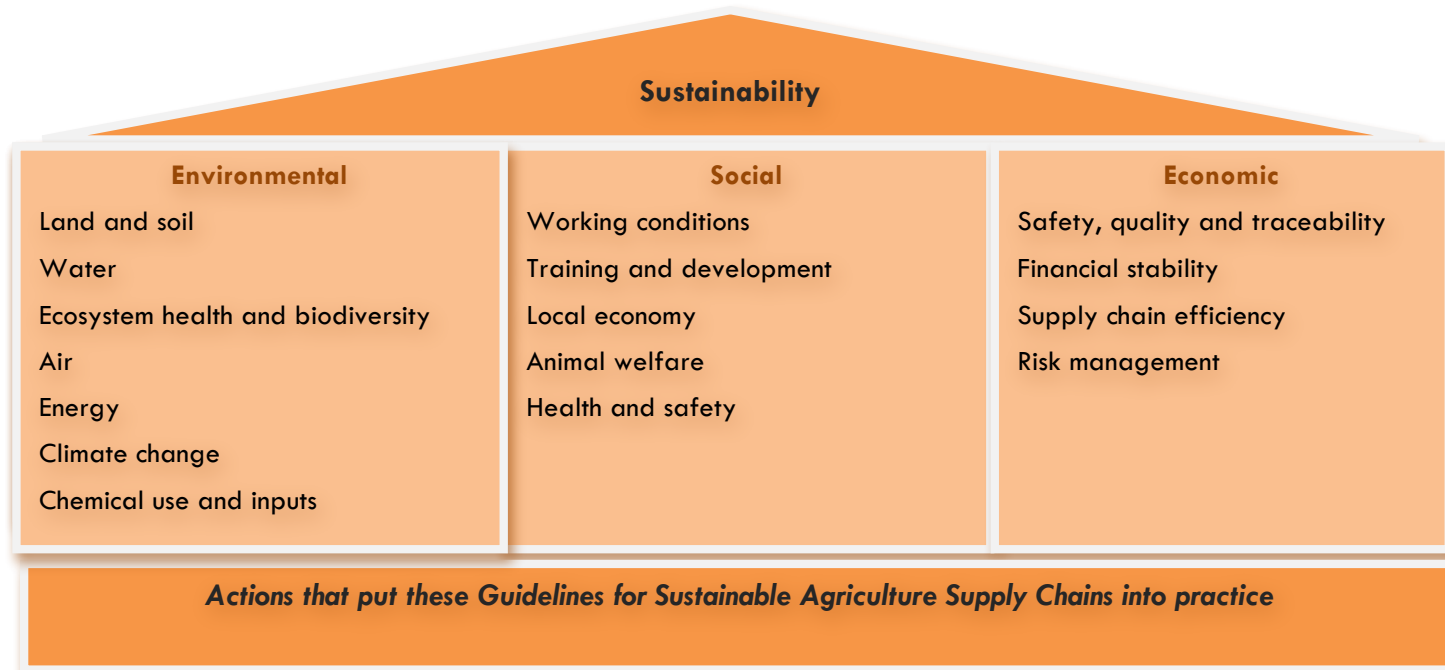 Sustainability
Environmental
Land and soil
Water
Ecosystem health and biodiversity
Air
Energy
Climate change
Chemical use and inputs
Social
Working conditions
Training and development
Local economy
Animal welfare
Health and safety
Economic
Safety, quality and traceability
Financial stability
Supply chain efficiency
Risk management
Actions that put these Guidelines for Sustainable Agriculture Supply Chains into practice